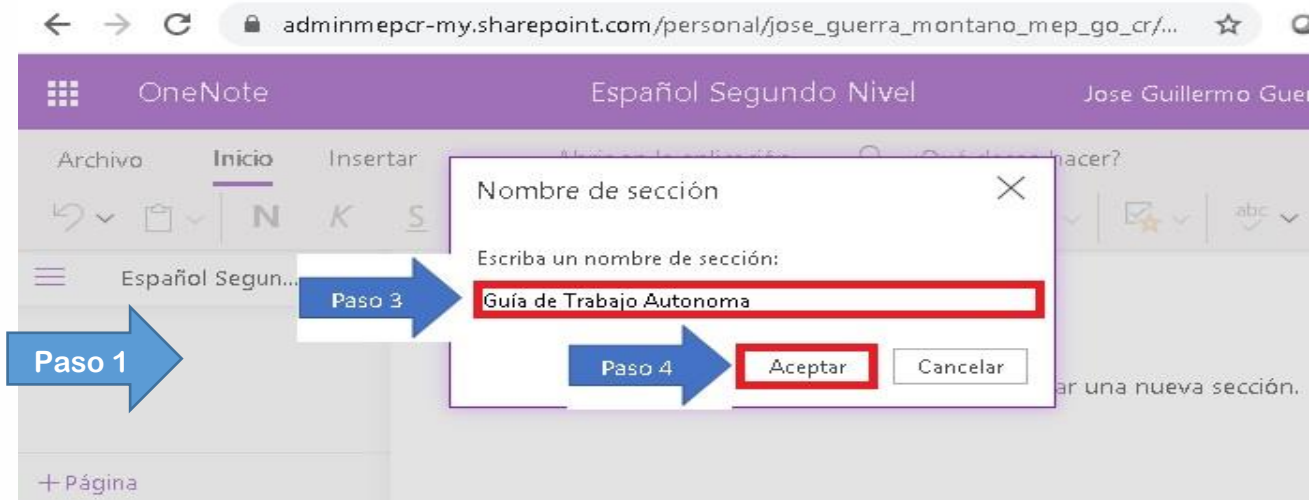 adminmepcr-my.sharepoint.com/personal/jose_guerra_montano_mep_go_cr/...
OneNote Español Segundo Nivel Jose Guillermo
Archivo Inicio Insertar hacer?
N K S abc
Nombre de sección
Escriba un nombre de sección:
Español Segun...
Paso 3 Guía de Trabajo Autonoma
Paso 1
Paso 4 Aceptar Cancelar
una nueva sección.
+ Página